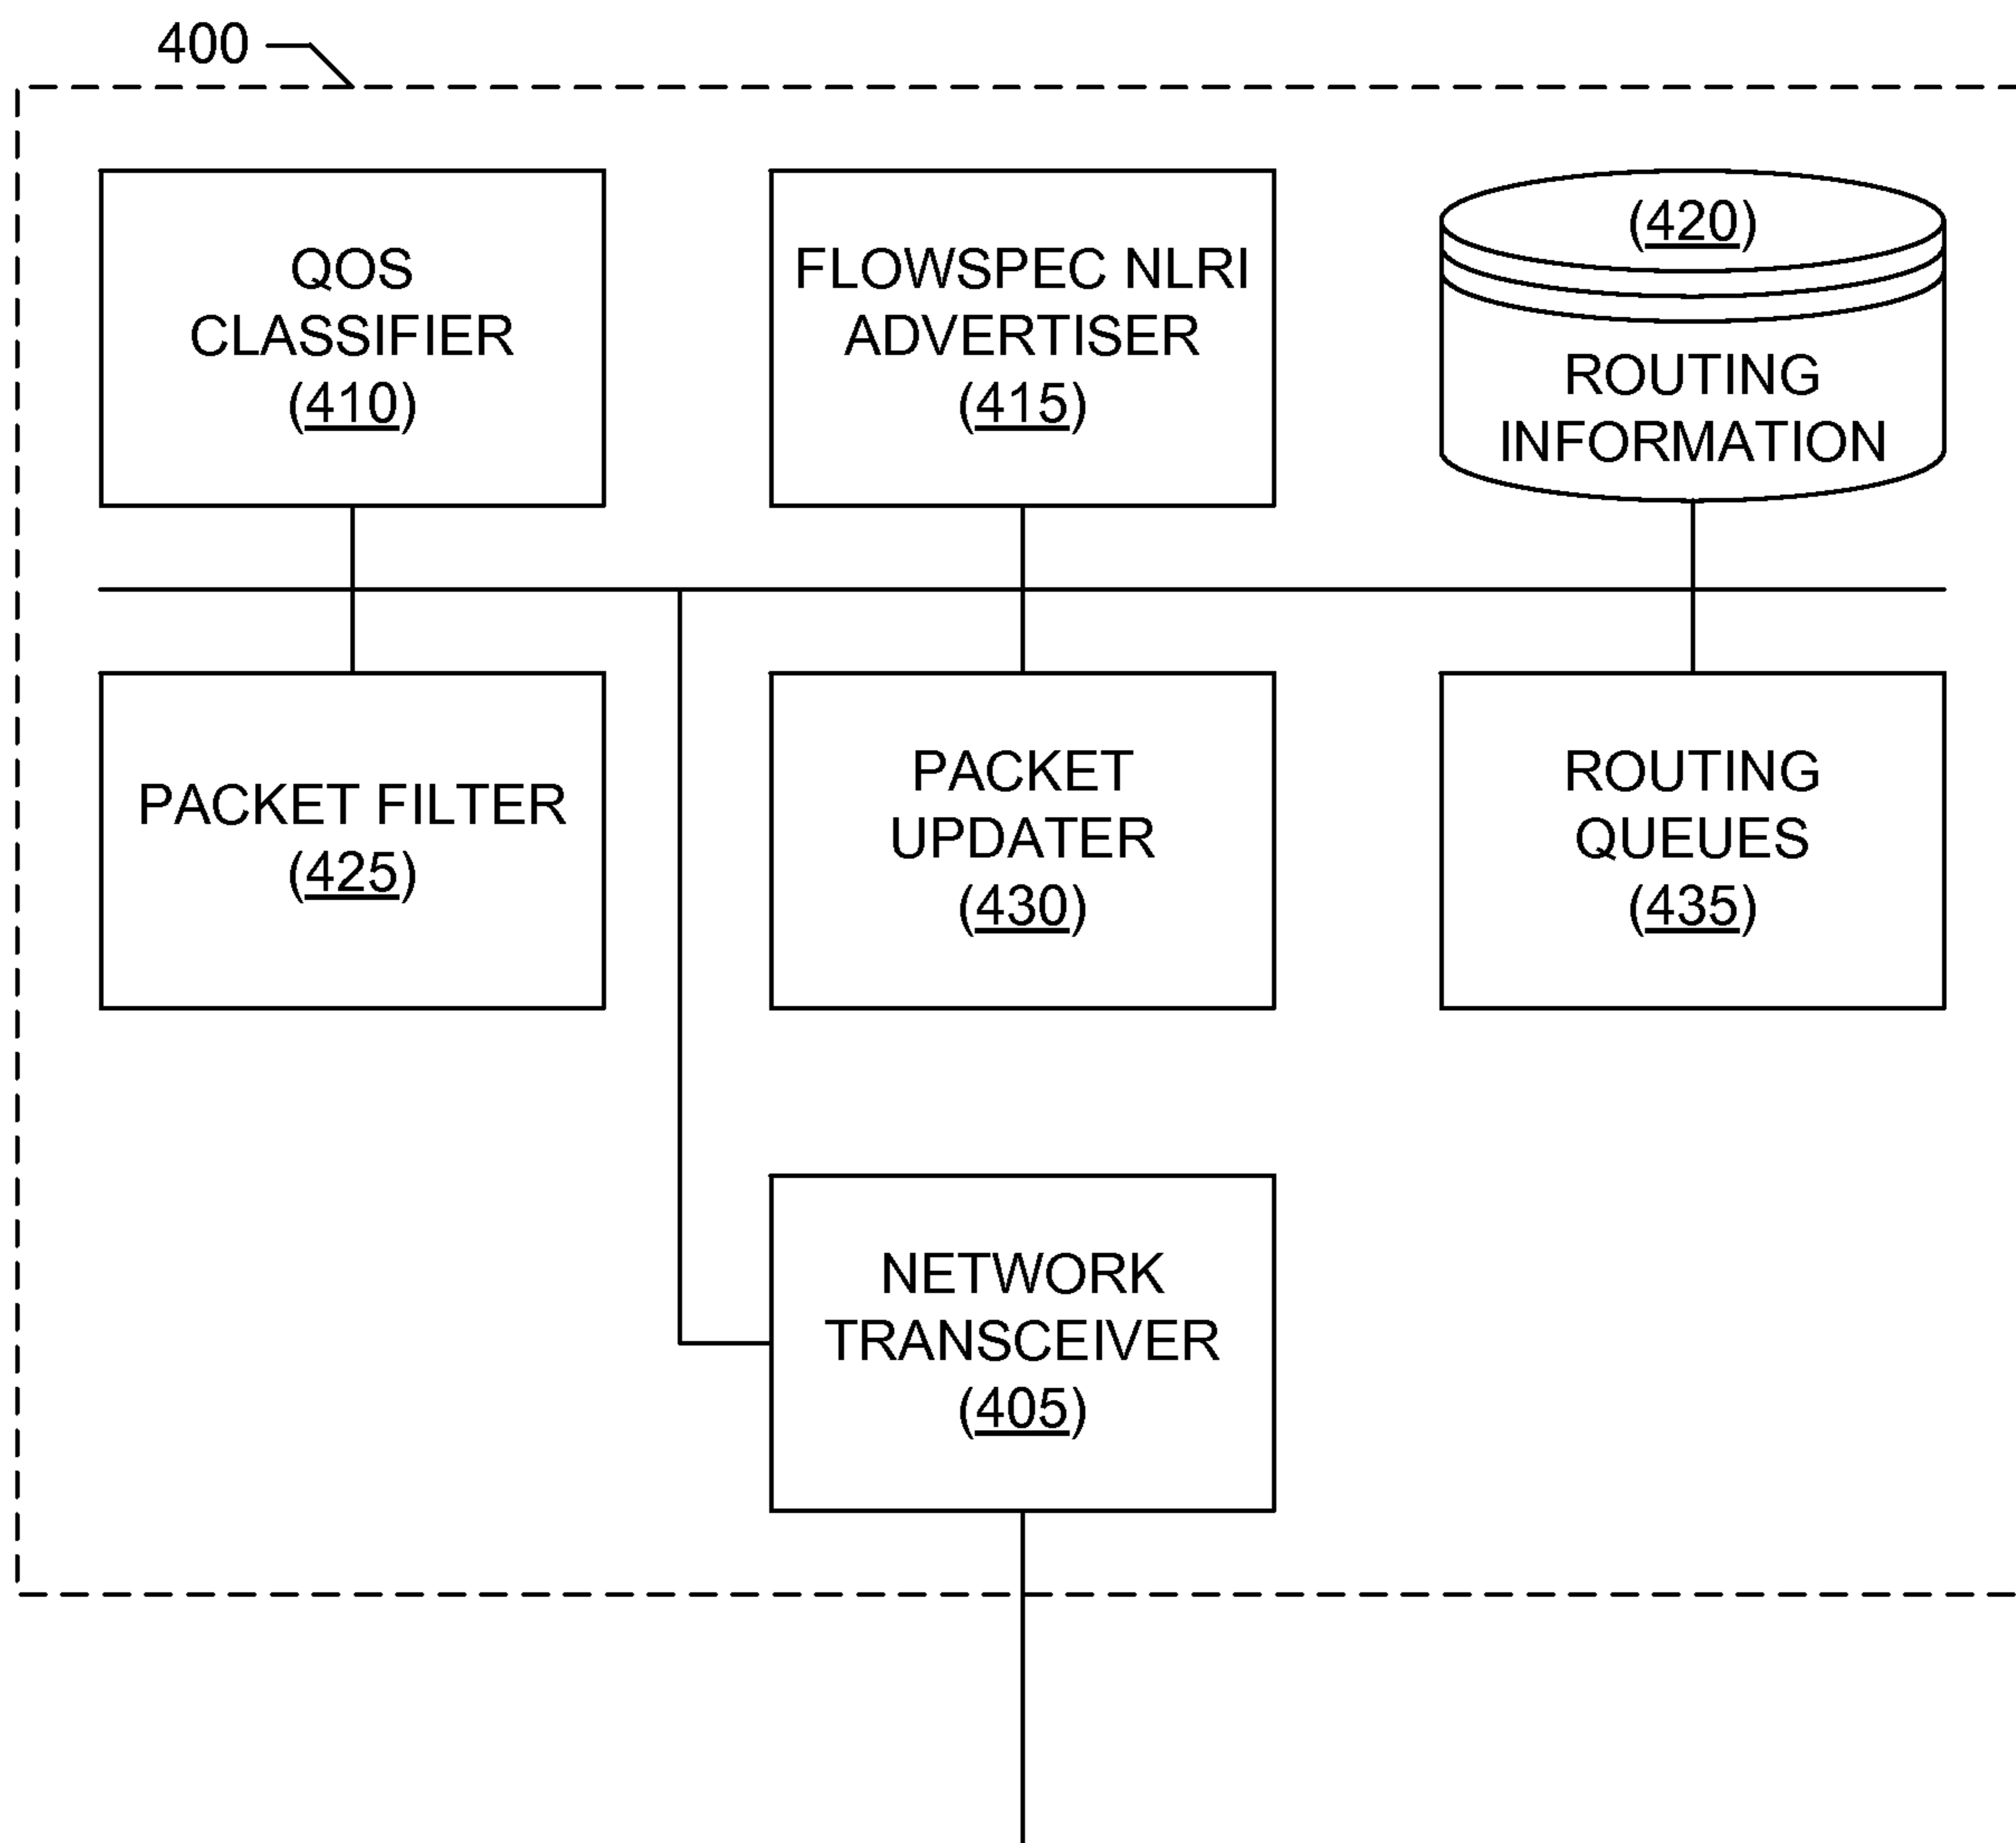 400
QOS
CLASSIFIER
(410)
FLOWSPEC NLRI
ADVERTISER
(415)
(420)
ROUTING
INFORMATION
PACKET FILTER
(425)
PACKET
UPDATER
(430)
ROUTING
QUEUES
(435)
NETWORK
TRANSCEIVER
(405)